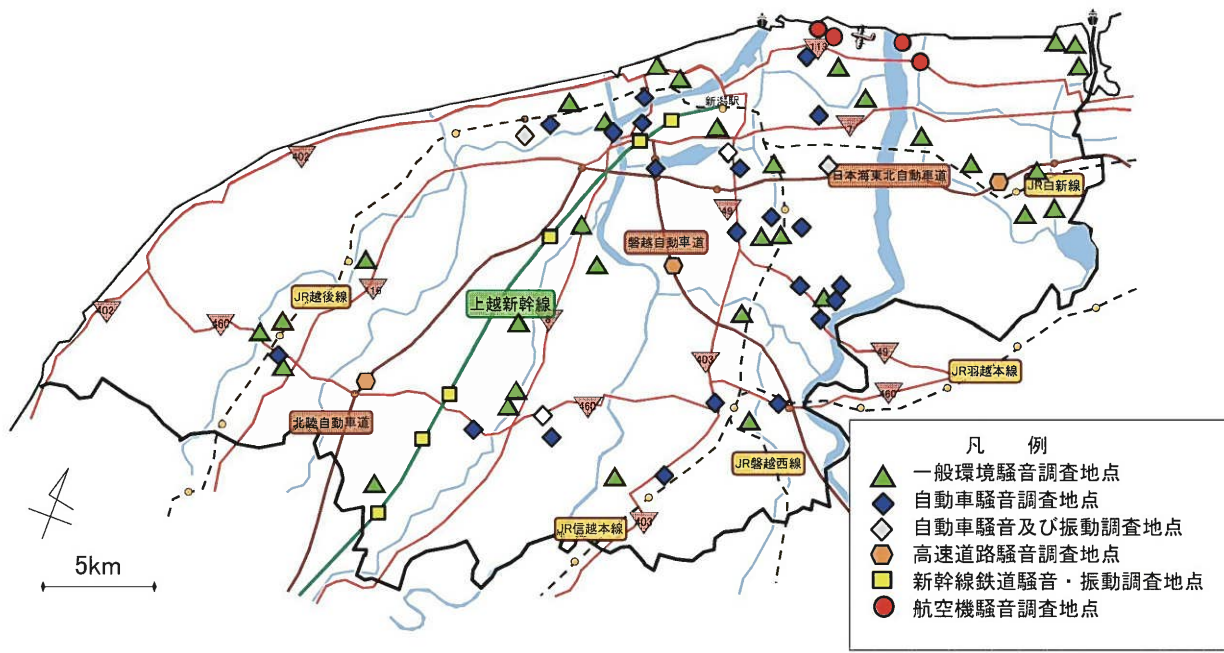 113
新潟駅
7
402
日本海東北自動車道
JR白新線
49
磐越自動車道
JR越後線
116
上越新幹線
402
460
8
49
403
JR羽越本線
460
460
北陸自動車道
JR磐越西線
JR信越本線
403
5km
凡 例
一般環境騒音調査地点
自動車騒音調査地点
自動車騒音及び振動調査地点
高速道路騒音調査地点
新幹線鉄道騒音・振動調査地点
航空機騒音調査地点